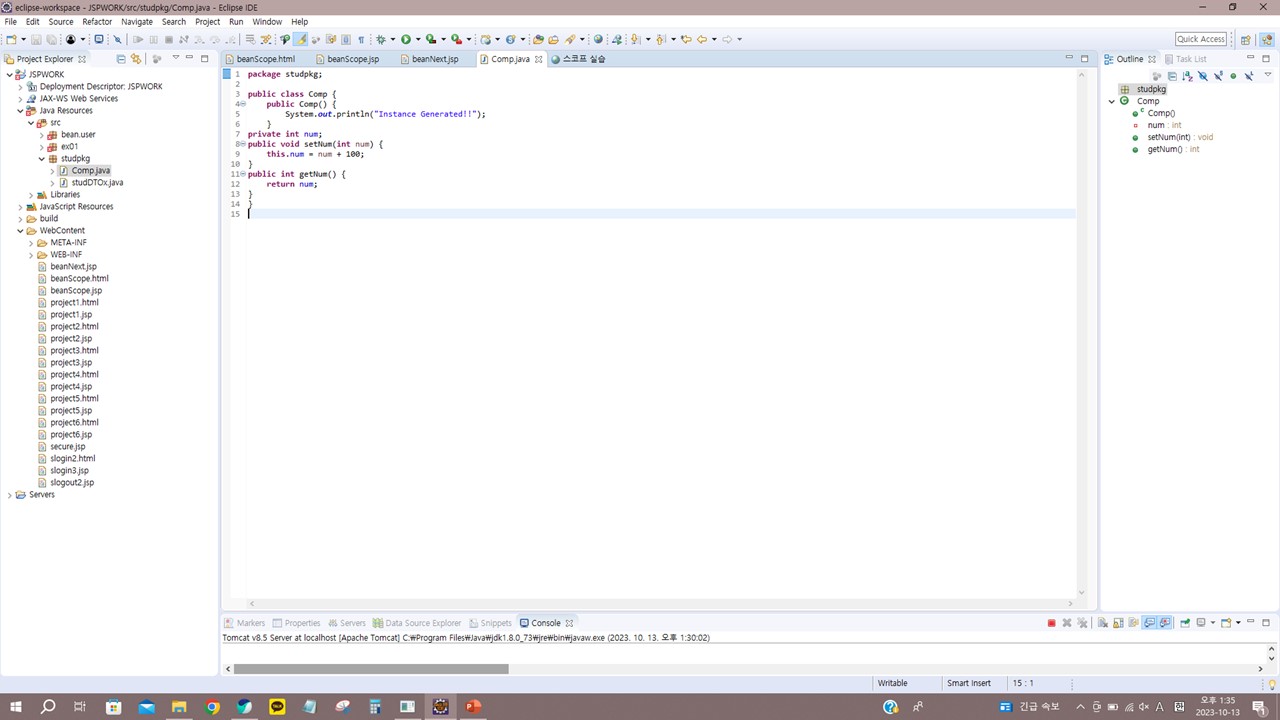 eclipse-workspace - JSPWORK/src/studpkg/Comp.java - Eclipse IDE
File Edit Source Refactor Navigate Search Project Run Window Help
Quick Access
Project Explorer
JSPWORK
Deployment Descriptor: JSPWORK
JAX-WS Web Services
Java Resources
src
bean.user
ex01
studpkg
Comp.java
studDTOx.java
Libraries
JavaScript Resources
build
WebContent
META-INF
WEB-INF
beanNext.jsp
beanScope.html
beanScope.jsp
project1.html
project1.jsp
project2.html
project2.jsp
project3.html
project3.jsp
project4.html
project4.jsp
project5.html
project5.jsp
project6.html
project6.jsp
secure.jsp
slogin2.html
slogin3.jsp
slogout2.jsp
Servers
beanScope.html beanScope.jsp beanNext.jsp Comp.java 스코프 실습
1 package studpkg;
2
3 public class Comp {
4 public Comp() {
5 System.out.println("Instance Generated!!");
6 }
7 private int num;
8 public void setNum(int num) {
9 this.num = num + 100;
10 }
11 public int getNum() {
12 return num;
13 }
14 }
15
Outline Task List
studpkg
Comp
Comp()
num : int
setNum(int) : void
getNum() : int
Markers Properties Servers Data Source Explorer Snippets Console
Tomcat v8.5 Server at localhost [Apache Tomcat] C:₩Program Files₩Java₩jdk1.8.0_73₩jre₩bin₩javaw.exe (2023. 10. 13. 오후 1:30:02)
Writable Smart Insert 15 : 1
긴급 속보 A 오후 1:35
2023-10-13